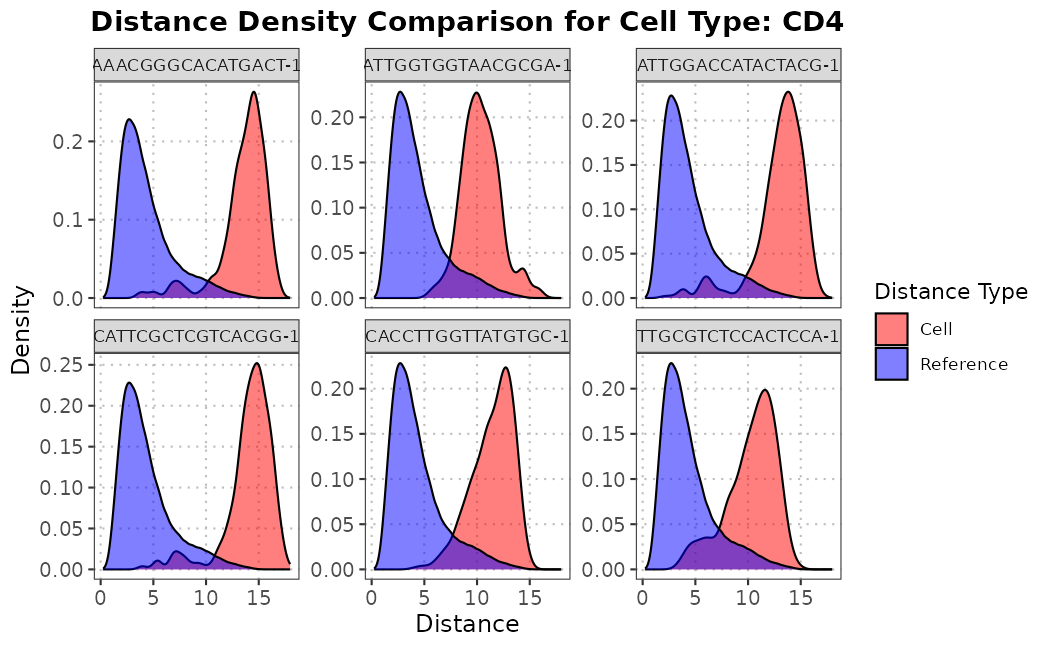 Distance Density Comparison for Cell Type: CD4
AAACGGGCACATGACT-1
ATTGGTGGTAACGCGA-1
ATTGGACCATACTACG-1
0.2
0.1
0.0
0.20
0.15
0.10
0.05
0.00
0.20
0.15
0.10
0.05
0.00
CATTCGCTCGTCACGG-1
CACCTTGGTTATGTGC-1
TTGCGTCTCCACTCCA-1
0.25
0.20
0.15
0.10
0.05
0.00
0.20
0.15
0.10
0.05
0.00
0.20
0.15
0.10
0.05
0.00
0 5 10 15
0 5 10 15
0 5 10 15
Distance
Density
Distance Type
Cell
Reference